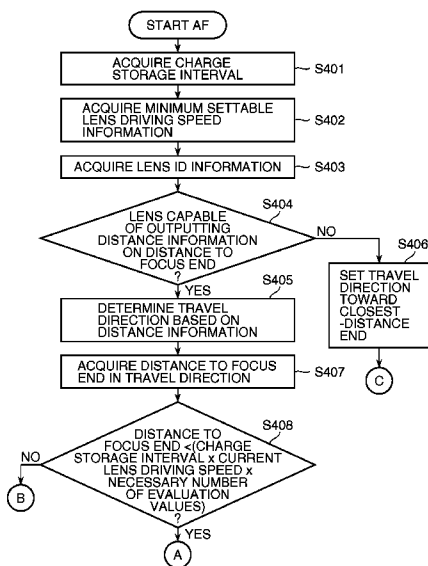 START AF
ACQUIRE CHARGE
STORAGE INTERVAL
S401
ACQUIRE MINIMUM SETTABLE
LENS DRIVING SPEED
INFORMATION
S402
ACQUIRE LENS ID INFORMATION
S403
S404
LENS CAPABLE
OF OUTPUTTING
DISTANCE INFORMATION
ON DISTANCE TO
FOCUS END
?
NO
YES
S406
SET TRAVEL
DIRECTION
TOWARD
CLOSEST
-DISTANCE
END
C
S405
DETERMINE TRAVEL
DIRECTION BASED ON
DISTANCE INFORMATION
ACQUIRE DISTANCE TO FOCUS
END IN TRAVEL DIRECTION
S407
S408
DISTANCE TO
FOCUS END <(CHARGE
STORAGE INTERVAL x CURRENT
LENS DRIVING SPEED x
NECESSARY NUMBER
OF EVALUATION
VALUES)
?
NO
B
YES
A